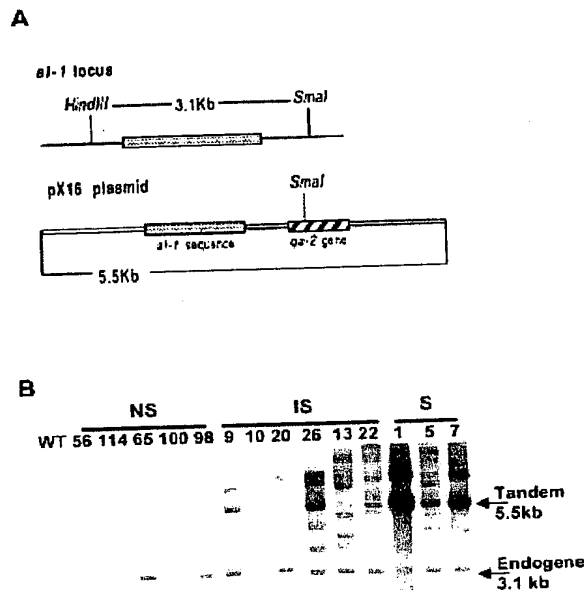 A
al-1 locus
HindIII 3.1Kb SmaI
pX16 plasmid
SmaI
al-1 sequence qa-2 gene
5.5Kb
B
NS IS S
WT 56 114 65 100 98 9 10 20 26 13 22 1 5 7
Tandem
5.5kb
Endogene
3.1 kb